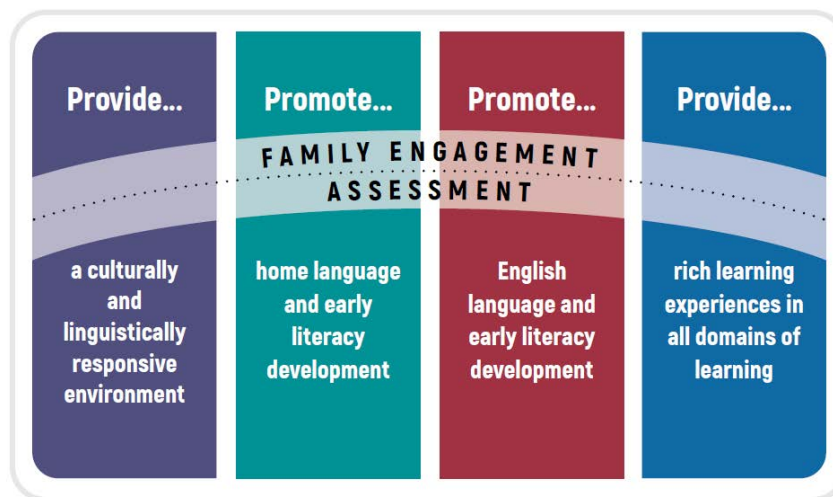 Provide...
a culturally
and
linguistically
responsive
environment
Promote...
home language
and early
literacy
development
Promote...
English
language and
early literacy
development
Provide...
rich learning
experiences in
all domains of
learning
FAMILY ENGAGEMENT
ASSESSMENT